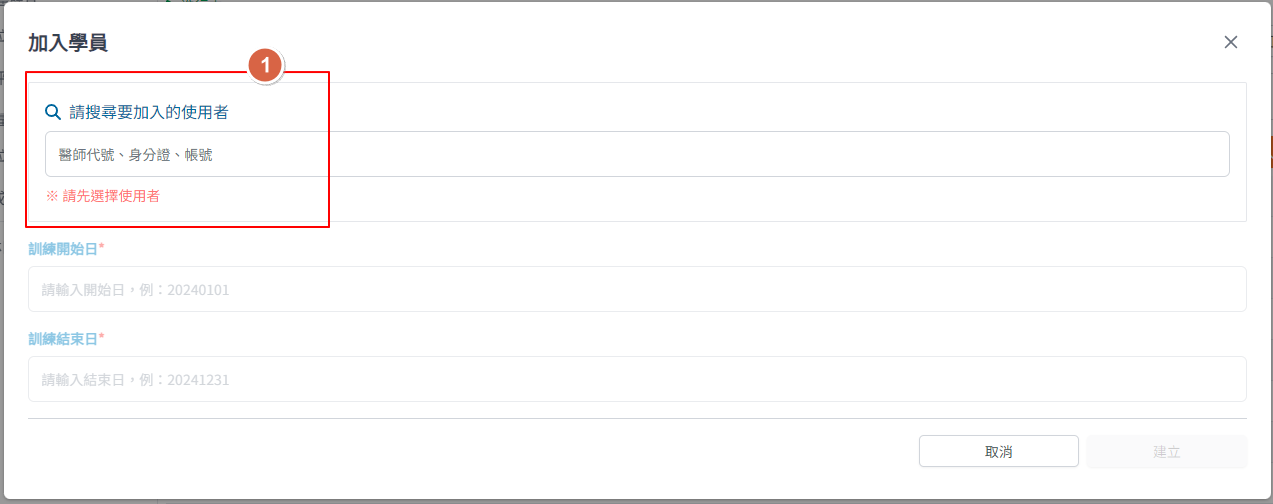 加入學員
1
請搜尋要加入的使用者
醫師代號、身分證、帳號
※ 請先選擇使用者
訓練開始日*
請輸入開始日，例：20240101
訓練結束日*
請輸入結束日，例：20241231
取消
建立